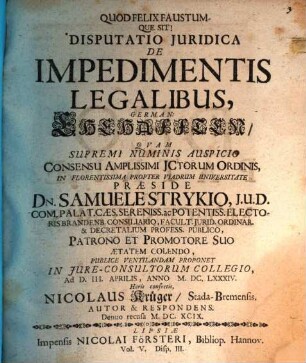 QUOD FELIX FAUSTUM-
QUE SIT!
DISPUTATIO JURIDICA
DE
IMPEDIMENTIS
LEGALIBUS,
GERMAN:
Ehehafften/
QVAM
SUPREMI NUMINIS AUSPICIO
CONSENSU AMPLISSIMI JCTORUM ORDINIS,
IN FLORENTISSIMA PROPTER VIADRUM UNIVERSITATE
PRÆSIDE
DN. SAMUELE STRYKIO, J.U.D.
COM. PALAT. CÆS. SERENISS. ac POTENTISS. ELECTO-
RIS BRANDENB. CONSILIARIO, FACULT. JURID. ORDINAR.
& DECRETALIUM PROFESS. PUBLICO,
PATRONO ET PROMOTORE SUO
ÆTATEM COLENDO,
PUBLICE VENTILANDAM PROPONET
IN JURE-CONSULTORUM COLLEGIO,
Ad D. III. APRILIS, ANNO M. DC. LXXXIV.
Horis consuetis,
NICOLAUS Krüger / Stada-Bremensis.
AUTOR & RESPONDENS.
Denuo recusa M. DC. XCIX.
LIPSIÆ
Impensis NICOLAI FÖRSTERI, Bibliop. Hannov.
Vol. V. Disp. III.